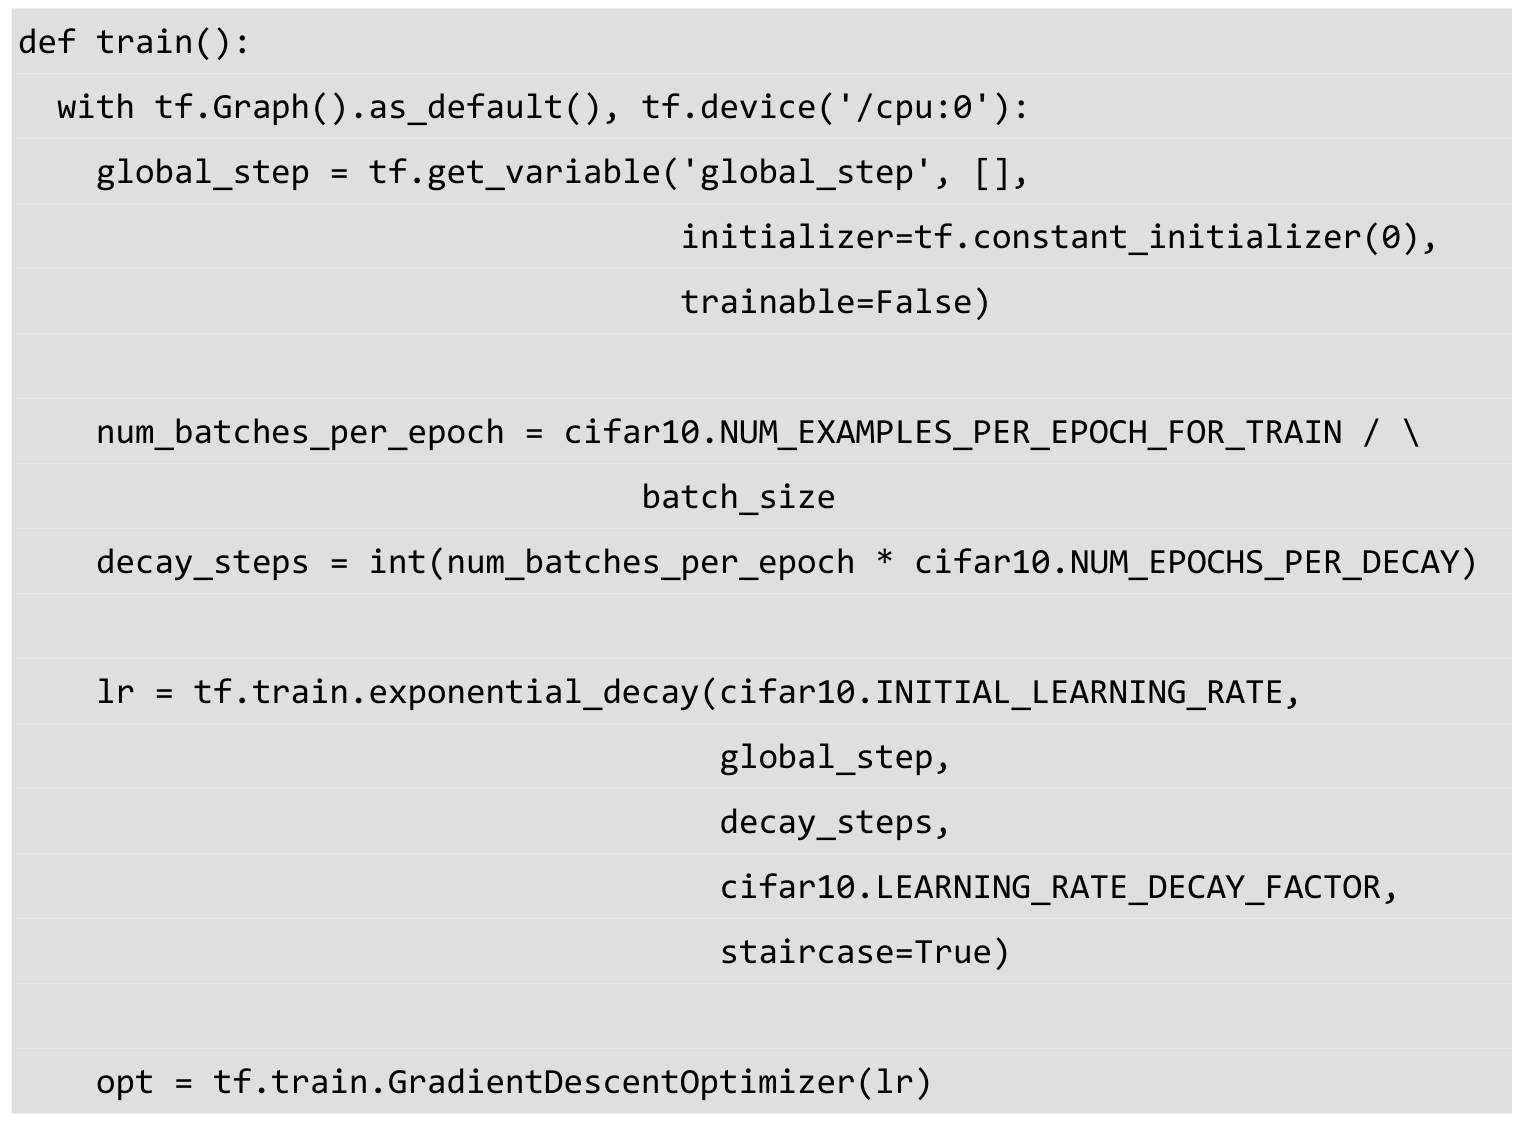 def train():
  with tf.Graph().as_default(), tf.device('/cpu:0'):
    global_step = tf.get_variable('global_step', [],
                                  initializer=tf.constant_initializer(0),
                                  trainable=False)

    num_batches_per_epoch = cifar10.NUM_EXAMPLES_PER_EPOCH_FOR_TRAIN / \
                                batch_size
    decay_steps = int(num_batches_per_epoch * cifar10.NUM_EPOCHS_PER_DECAY)

    lr = tf.train.exponential_decay(cifar10.INITIAL_LEARNING_RATE,
                                    global_step,
                                    decay_steps,
                                    cifar10.LEARNING_RATE_DECAY_FACTOR,
                                    staircase=True)

    opt = tf.train.GradientDescentOptimizer(lr)